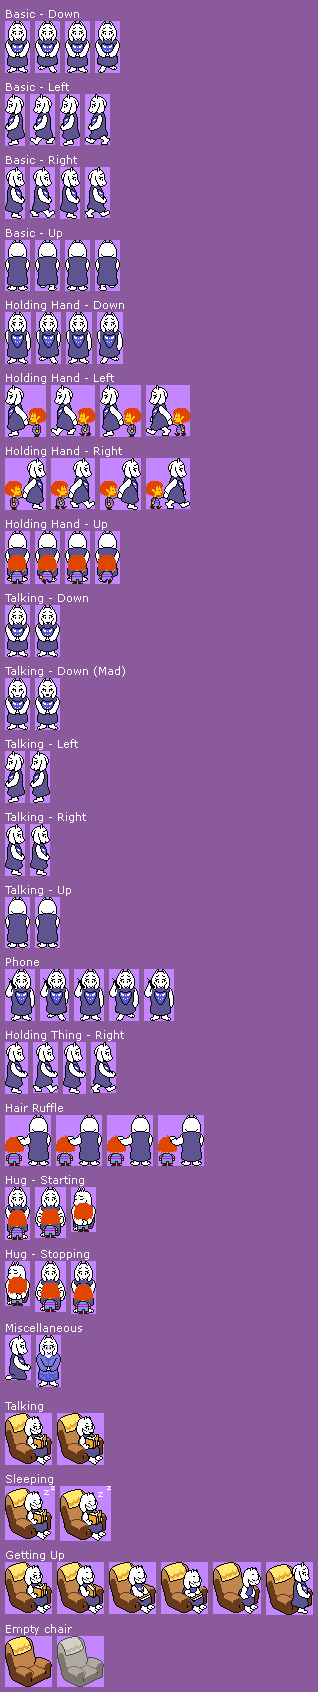 Basic - Down
Basic - Left
Basic - Right
Basic - Up
Holding Hand - Down
Holding Hand - Left
Holding Hand - Right
Holding Hand - Up
Talking - Down
Talking - Down (Mad)
Talking - Left
Talking - Right
Talking - Up
Phone
Holding Thing - Right
Hair Ruffle
Hug - Starting
Hug - Stopping
Miscellaneous
Talking
Sleeping
z z z z
Getting Up
Empty chair